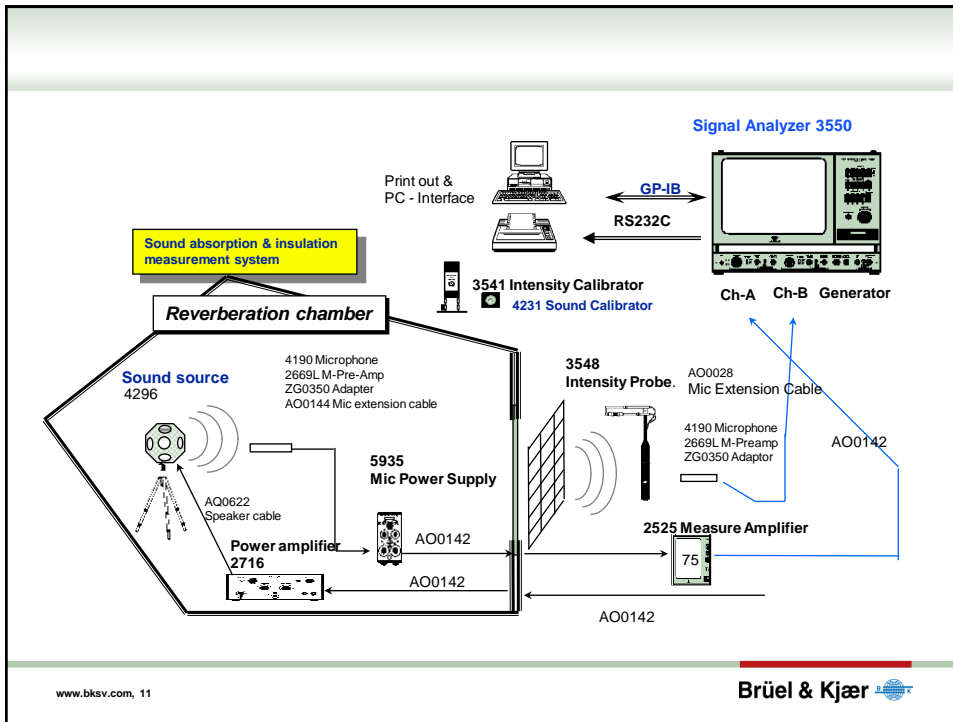 Signal Analyzer 3550
Print out &
PC - Interface
GP-IB
RS232C
Sound absorption & insulation
measurement system
3541 Intensity Calibrator
4231 Sound Calibrator
Ch-A Ch-B Generator
Reverberation chamber
4190 Microphone
2669L M-Pre-Amp
ZG0350 Adapter
AO0144 Mic extension cable
Sound source
4296
3548
Intensity Probe.
AO0028
Mic Extension Cable
4190 Microphone
2669L M-Preamp
ZG0350 Adaptor
AO0142
5935
Mic Power Supply
AQ0622
Speaker cable
Power amplifier
2716
AO0142
2525 Measure Amplifier
75
AO0142
AO0142
www.bksv.com, 11
Brüel & Kjær